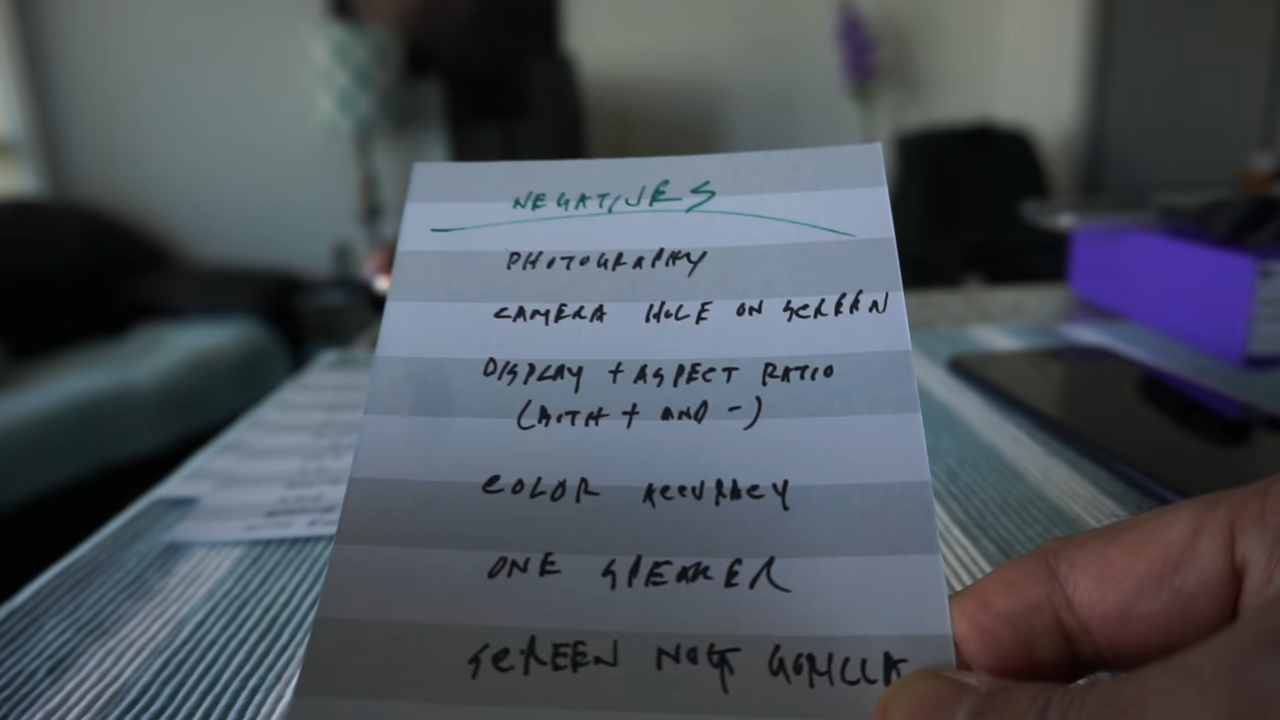 NEGATIVES
PHOTOGRAPHY
CAMERA HOLE ON SCREEN
DISPLAY + ASPECT RATIO
(BOTH + AND -)
COLOR ACCURACY
ONE SPEAKER
SCREEN NOT GORILLA